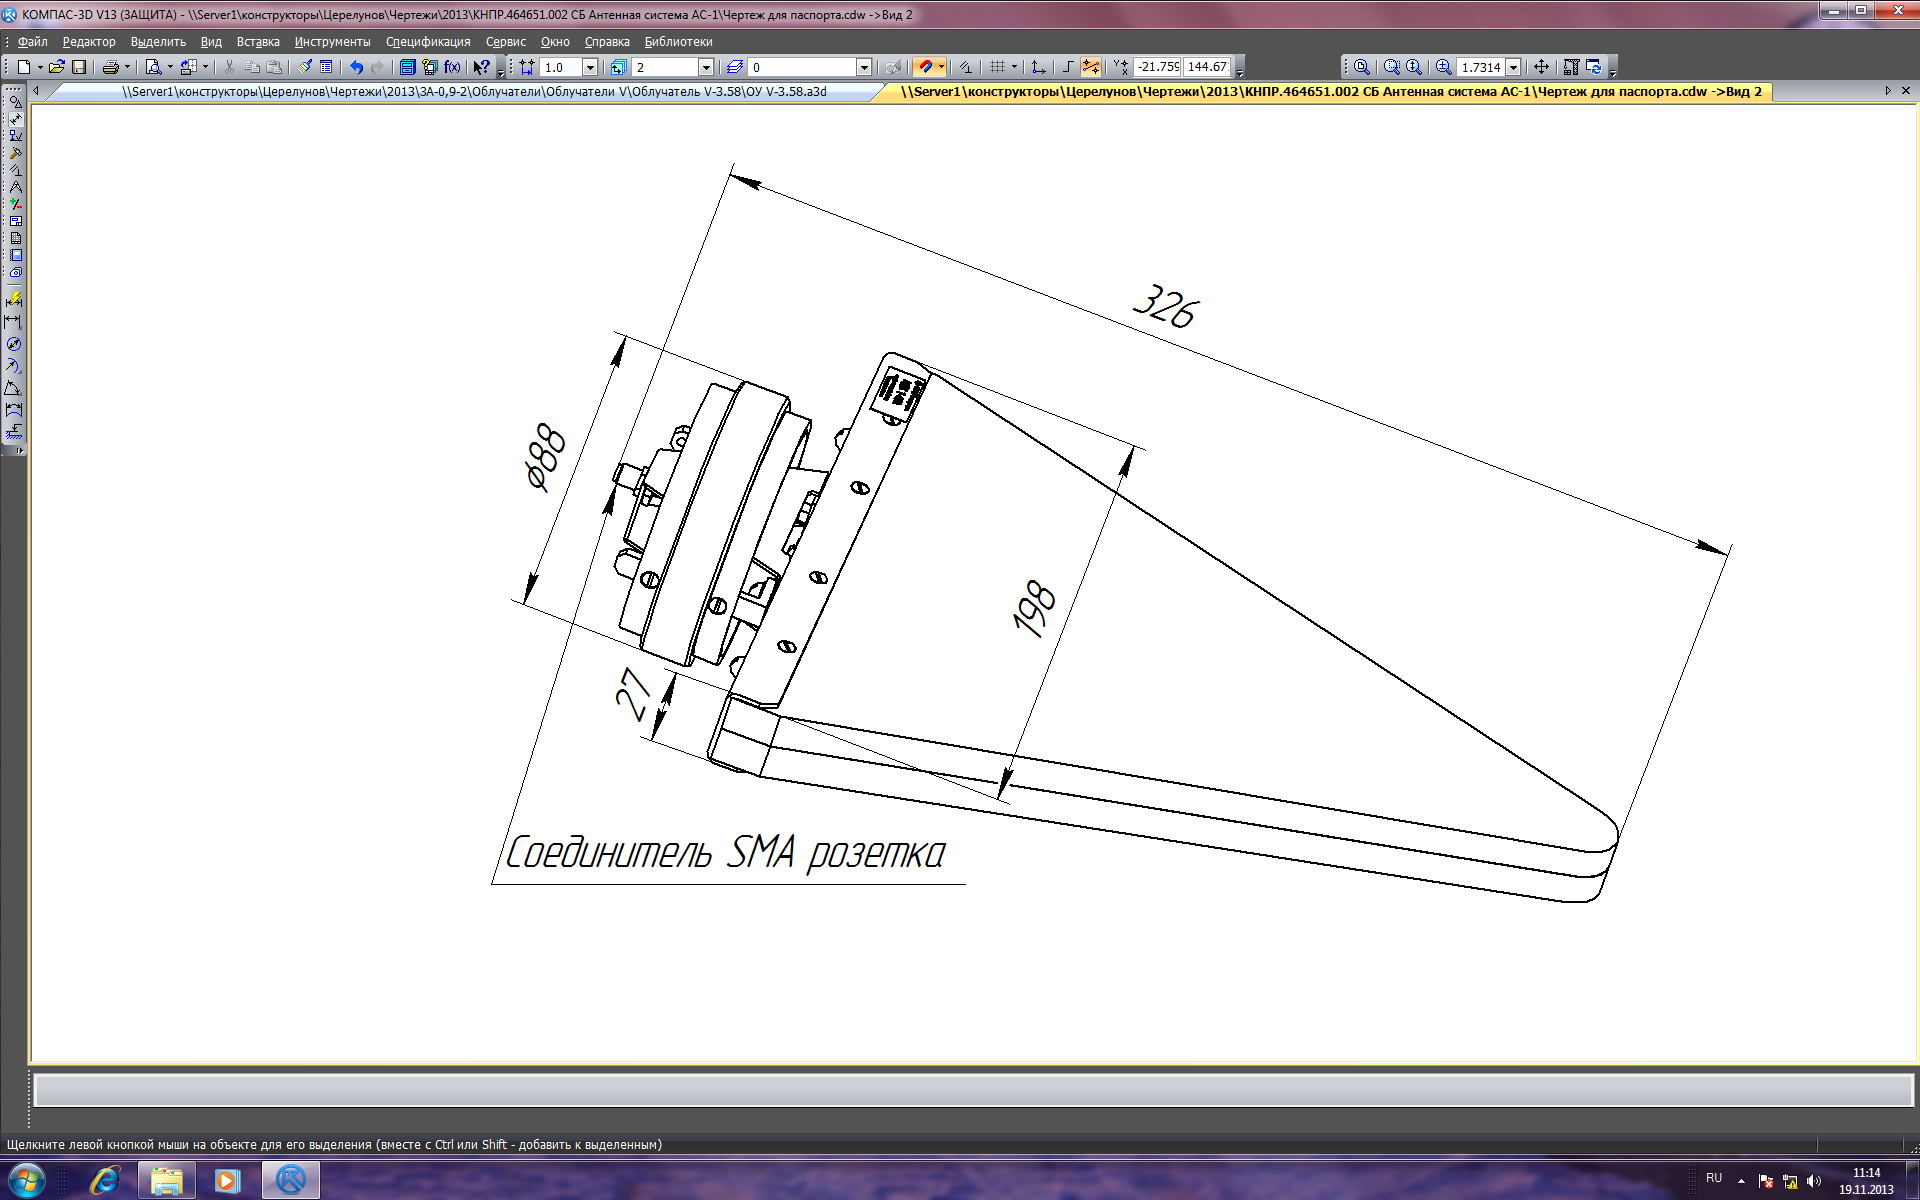 КОМПАС-3D V13 (ЗАЩИТА) - \\Server1\конструкторы\Церелунов\Чертежи\2013\КНПР.464651.002 СБ Антенная система АС-1\Чертеж для паспорта.cdw ->Вид 2
Файл Редактор Выделить Вид Вставка Инструменты Спецификация Сервис Окно Справка Библиотеки
1.0 2 0 -21.759 144.67 1.7314
\\Server1\конструкторы\Церелунов\Чертежи\2013\ЗА-0,9-2\Облучатели\Облучатели V\Облучатель V-3.58\ОУ V-3.58.a3d
\\Server1\конструкторы\Церелунов\Чертежи\2013\КНПР.464651.002 СБ Антенная система АС-1\Чертеж для паспорта.cdw ->Вид 2
326
⌀88
198
27
Соединитель SMA розетка
Щелкните левой кнопкой мыши на объекте для его выделения (вместе с Ctrl или Shift - добавить к выделенным)
RU
11:14
19.11.2013